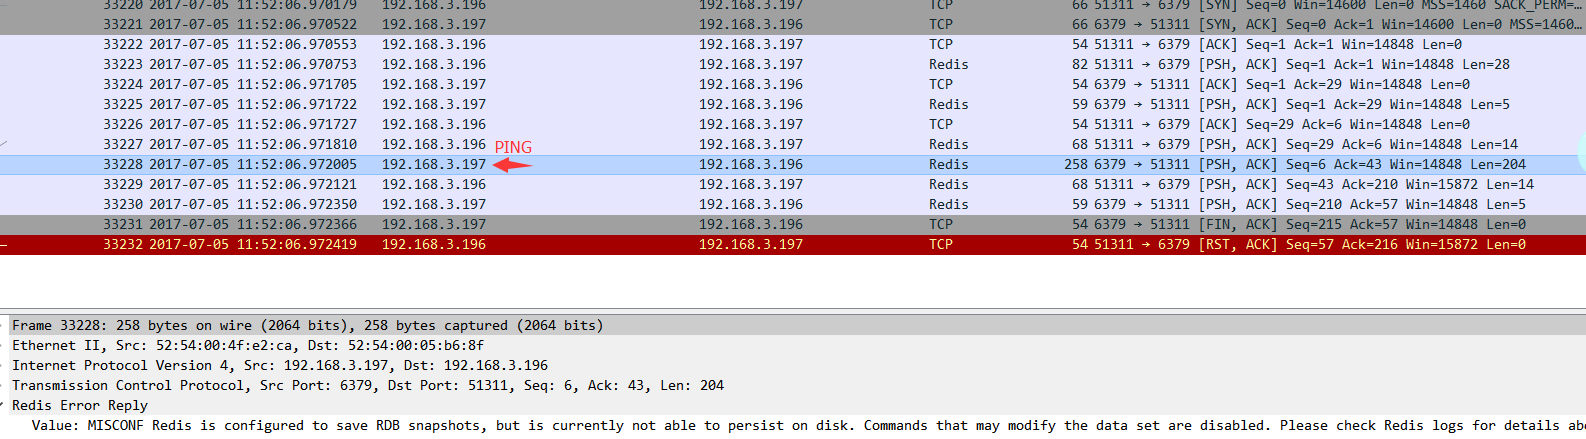 33220 2017-07-05 11:52:06.970179 192.168.3.196 192.168.3.197 TCP 66 51311 → 6379 [SYN] Seq=0 Win=14600 Len=0 MSS=1460 SACK_PERM=…
33221 2017-07-05 11:52:06.970522 192.168.3.197 192.168.3.196 TCP 66 6379 → 51311 [SYN, ACK] Seq=0 Ack=1 Win=14600 Len=0 MSS=1460…
33222 2017-07-05 11:52:06.970553 192.168.3.196 192.168.3.197 TCP 54 51311 → 6379 [ACK] Seq=1 Ack=1 Win=14848 Len=0
33223 2017-07-05 11:52:06.970753 192.168.3.196 192.168.3.197 Redis 82 51311 → 6379 [PSH, ACK] Seq=1 Ack=1 Win=14848 Len=28
33224 2017-07-05 11:52:06.971705 192.168.3.197 192.168.3.196 TCP 54 6379 → 51311 [ACK] Seq=1 Ack=29 Win=14848 Len=0
33225 2017-07-05 11:52:06.971722 192.168.3.197 192.168.3.196 Redis 59 6379 → 51311 [PSH, ACK] Seq=1 Ack=29 Win=14848 Len=5
33226 2017-07-05 11:52:06.971727 192.168.3.196 192.168.3.197 TCP 54 51311 → 6379 [ACK] Seq=29 Ack=6 Win=14848 Len=0
33227 2017-07-05 11:52:06.971810 192.168.3.196 192.168.3.197 Redis 68 51311 → 6379 [PSH, ACK] Seq=29 Ack=6 Win=14848 Len=14
PING
33228 2017-07-05 11:52:06.972005 192.168.3.197 192.168.3.196 Redis 258 6379 → 51311 [PSH, ACK] Seq=6 Ack=43 Win=14848 Len=204
33229 2017-07-05 11:52:06.972121 192.168.3.196 192.168.3.197 Redis 68 51311 → 6379 [PSH, ACK] Seq=43 Ack=210 Win=15872 Len=14
33230 2017-07-05 11:52:06.972350 192.168.3.197 192.168.3.196 Redis 59 6379 → 51311 [PSH, ACK] Seq=210 Ack=57 Win=14848 Len=5
33231 2017-07-05 11:52:06.972366 192.168.3.197 192.168.3.196 TCP 54 6379 → 51311 [FIN, ACK] Seq=215 Ack=57 Win=14848 Len=0
33232 2017-07-05 11:52:06.972419 192.168.3.196 192.168.3.197 TCP 54 51311 → 6379 [RST, ACK] Seq=57 Ack=216 Win=15872 Len=0
Frame 33228: 258 bytes on wire (2064 bits), 258 bytes captured (2064 bits)
Ethernet II, Src: 52:54:00:4f:e2:ca, Dst: 52:54:00:05:b6:8f
Internet Protocol Version 4, Src: 192.168.3.197, Dst: 192.168.3.196
Transmission Control Protocol, Src Port: 6379, Dst Port: 51311, Seq: 6, Ack: 43, Len: 204
Redis Error Reply
Value: MISCONF Redis is configured to save RDB snapshots, but is currently not able to persist on disk. Commands that may modify the data set are disabled. Please check Redis logs for details abo